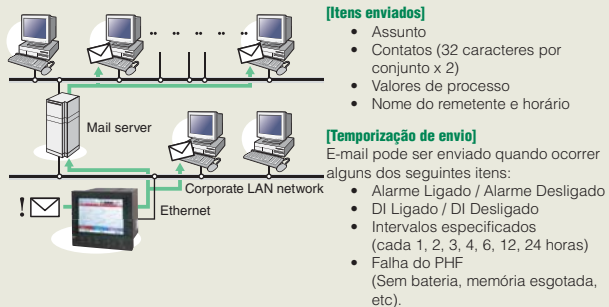 Mail server
Corporate LAN network
Ethernet
!
[Itens enviados]
• Assunto
• Contatos (32 caracteres por
conjunto x 2)
• Valores de processo
• Nome do remetente e horário
[Temporização de envio]
E-mail pode ser enviado quando ocorrer
alguns dos seguintes itens:
• Alarme Ligado / Alarme Desligado
• DI Ligado / DI Desligado
• Intervalos especificados
(cada 1, 2, 3, 4, 6, 12, 24 horas)
• Falha do PHF
(Sem bateria, memória esgotada,
etc).